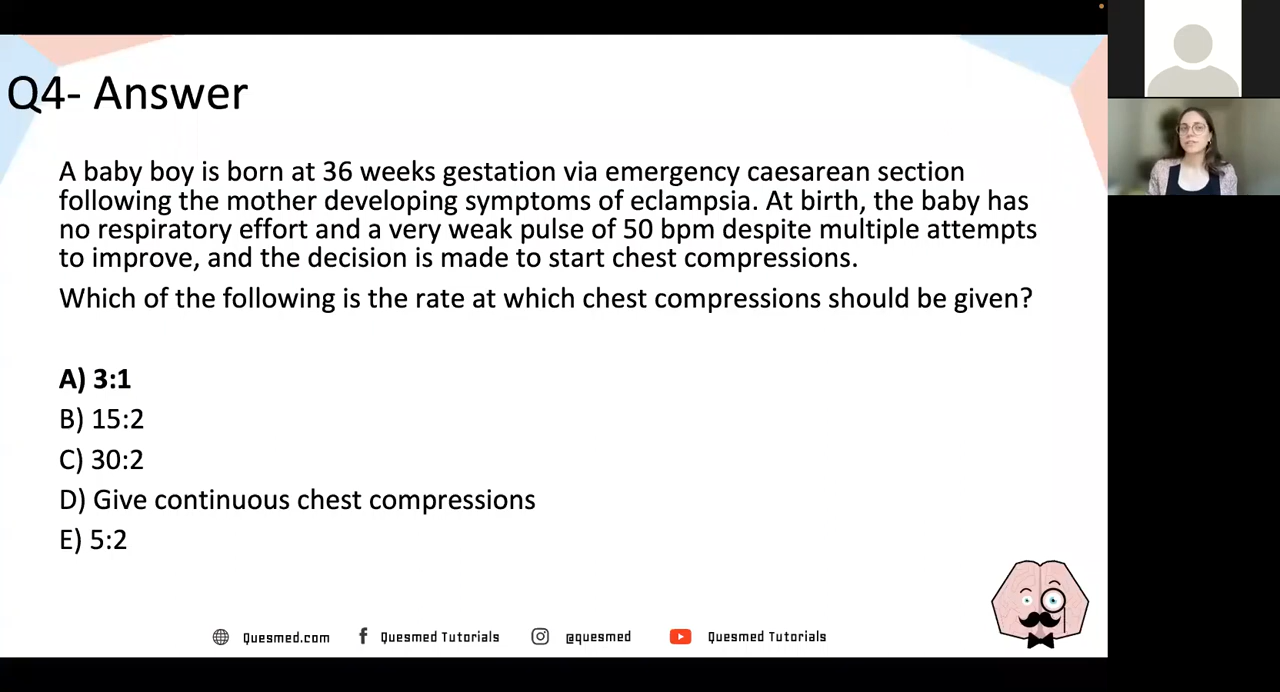 Q4- Answer
A baby boy is born at 36 weeks gestation via emergency caesarean section
following the mother developing symptoms of eclampsia. At birth, the baby has
no respiratory effort and a very weak pulse of 50 bpm despite multiple attempts
to improve, and the decision is made to start chest compressions.
Which of the following is the rate at which chest compressions should be given?
A) 3:1
B) 15:2
C) 30:2
D) Give continuous chest compressions
E) 5:2
Quesmed.com f Quesmed Tutorials @quesmed Quesmed Tutorials